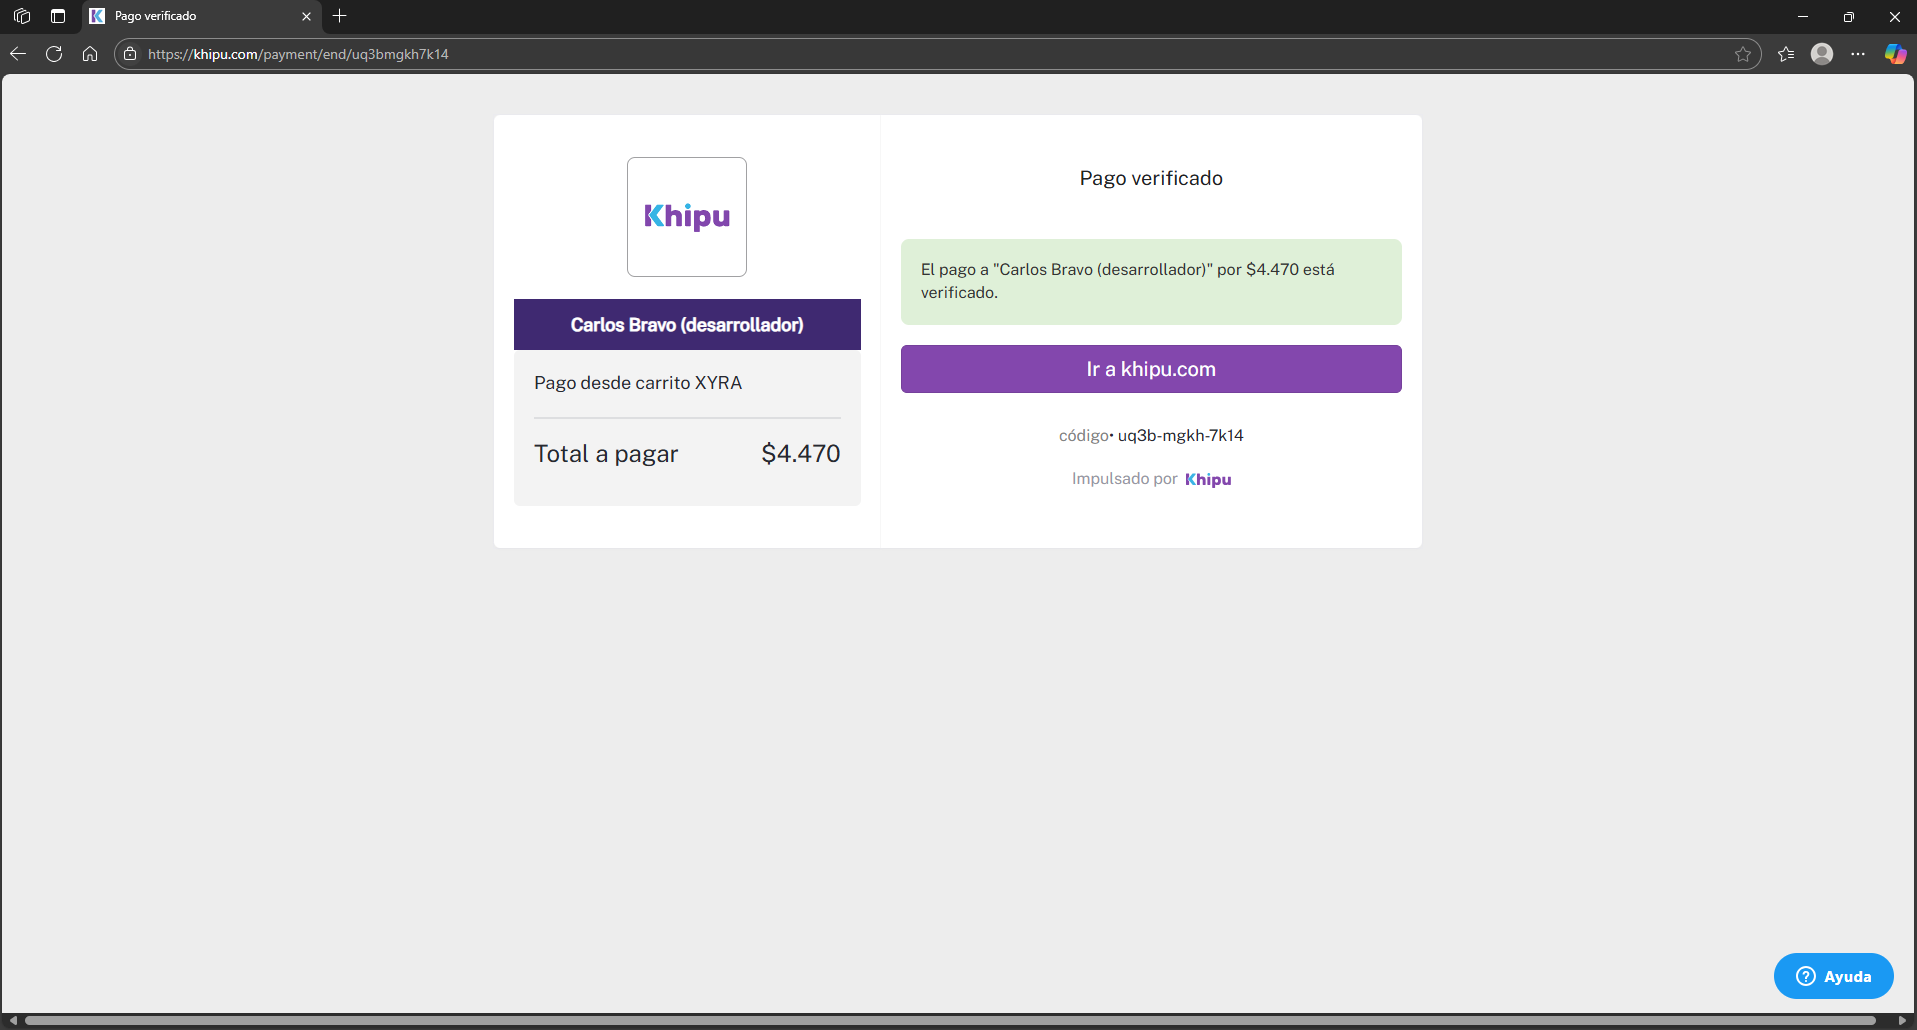 Pago verificado
https://khipu.com/payment/end/uq3bmgkh7k14
Khipu
Carlos Bravo (desarrollador)
Pago desde carrito XYRA
Total a pagar $4.470
Pago verificado
El pago a "Carlos Bravo (desarrollador)" por $4.470 está
verificado.
Ir a khipu.com
código• uq3b-mgkh-7k14
Impulsado por Khipu
Ayuda